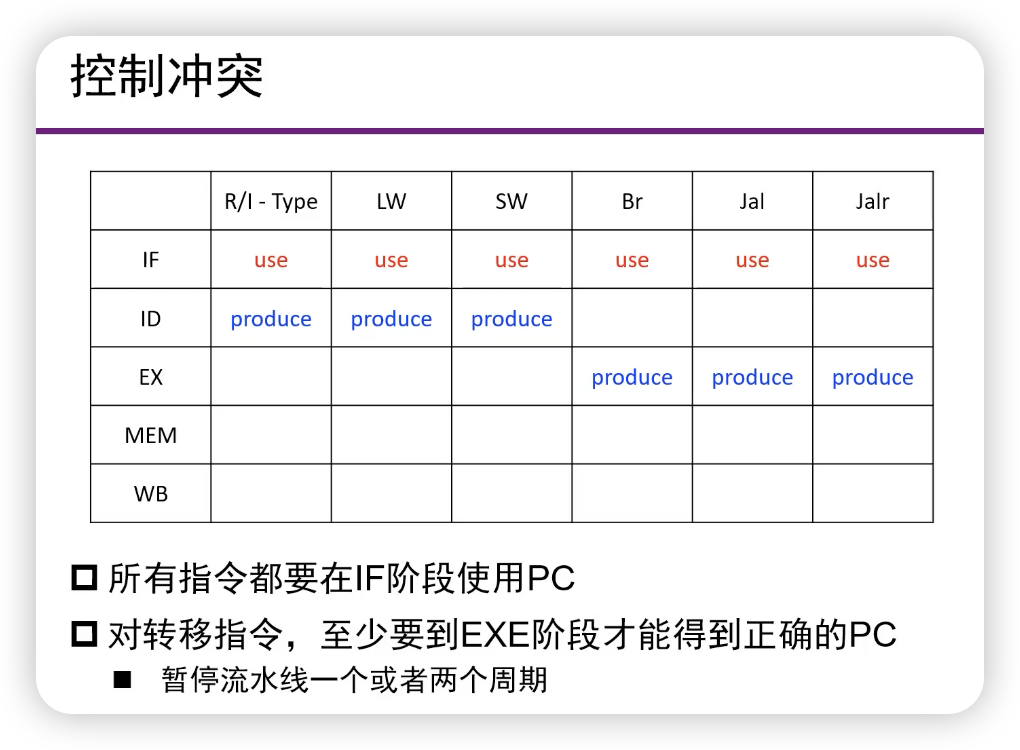 控制冲突
R/I - Type LW SW Br Jal Jalr
IF use use use use use use
ID produce produce produce
EX produce produce produce
MEM
WB
所有指令都要在IF阶段使用PC
对转移指令，至少要到EXE阶段才能得到正确的PC
暂停流水线一个或者两个周期